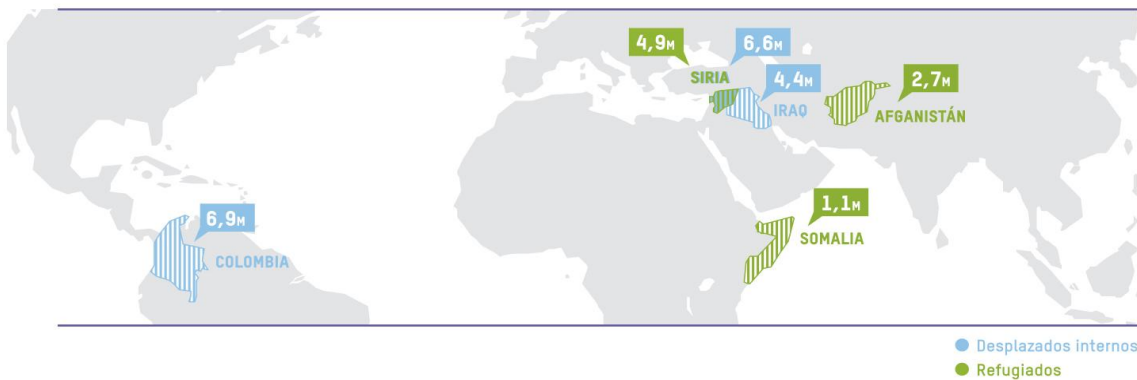 4,9M
6,6M
SIRIA
4,4M
IRAQ
2,7M
AFGANISTÁN
6,9M
COLOMBIA
1,1M
SOMALIA
Desplazados internos
Refugiados